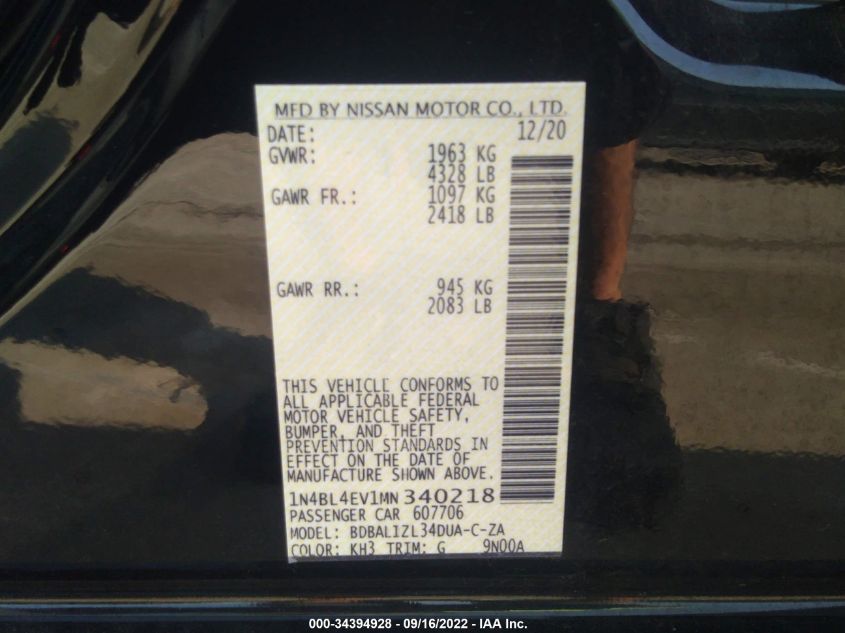 MFD BY NISSAN MOTOR CO., LTD.
DATE: 12/20
GVWR: 1963 KG
4328 LB
GAWR FR.: 1097 KG
2418 LB
GAWR RR.: 945 KG
2083 LB
THIS VEHICLE CONFORMS TO
ALL APPLICABLE FEDERAL
MOTOR VEHICLE SAFETY,
BUMPER, AND THEFT
PREVENTION STANDARDS IN
EFFECT ON THE DATE OF
MANUFACTURE SHOWN ABOVE.
1N4BL4EV1MN340218
PASSENGER CAR 607706
MODEL: BDBALIZL34DUA-C-ZA
COLOR: KH3 TRIM: G 9N00A
000-34394928 - 09/16/2022 - IAA Inc.